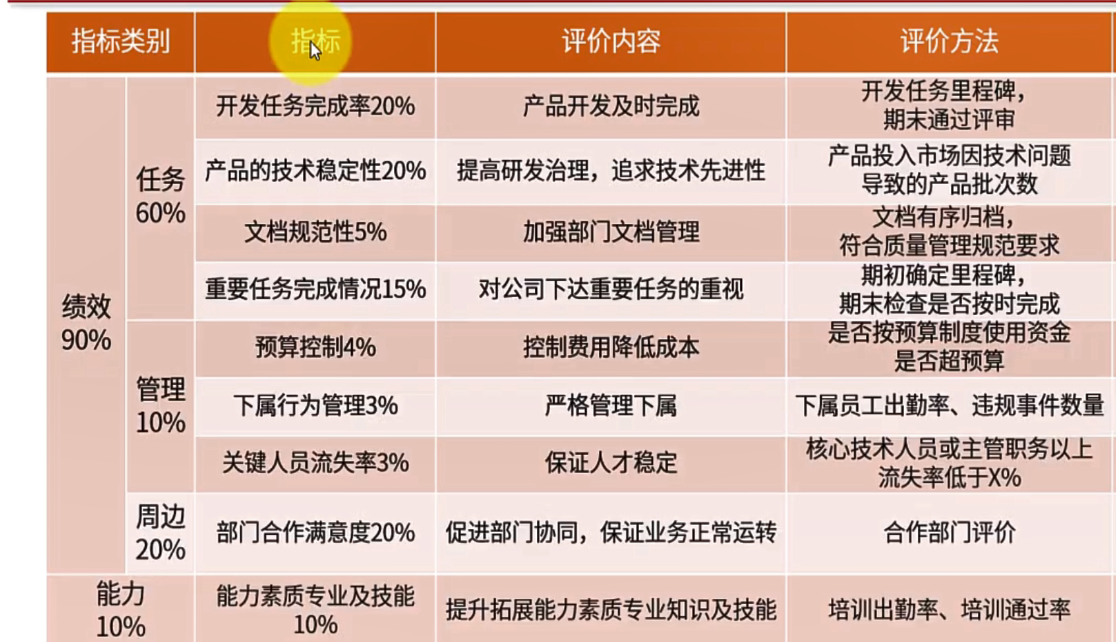 指标类别 指标 评价内容 评价方法
绩效
90%
任务
60%
开发任务完成率20% 产品开发及时完成 开发任务里程碑，
期末通过评审
产品的技术稳定性20% 提高研发治理，追求技术先进性 产品投入市场因技术问题
导致的产品批次数
文档规范性5% 加强部门文档管理 文档有序归档，
符合质量管理规范要求
重要任务完成情况15% 对公司下达重要任务的重视 期初确定里程碑，
期末检查是否按时完成
管理
10%
预算控制4% 控制费用降低成本 是否按预算制度使用资金
是否超预算
下属行为管理3% 严格管理下属 下属员工出勤率、违规事件数量
关键人员流失率3% 保证人才稳定 核心技术人员或主管职务以上
流失率低于X%
周边
20%
部门合作满意度20% 促进部门协同，保证业务正常运转 合作部门评价
能力
10%
能力素质专业及技能
10%
提升拓展能力素质专业知识及技能 培训出勤率、培训通过率